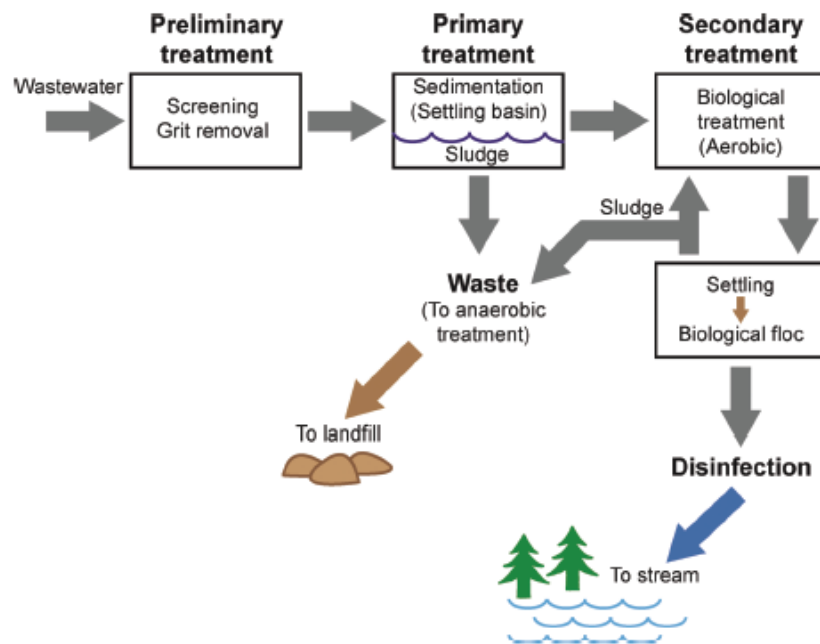 Preliminary
treatment
Primary
treatment
Secondary
treatment
Wastewater
Screening
Grit removal
Sedimentation
(Settling basin)
Sludge
Biological
treatment
(Aerobic)
Sludge
Waste
(To anaerobic
treatment)
Settling
Biological floc
To landfill
Disinfection
To stream